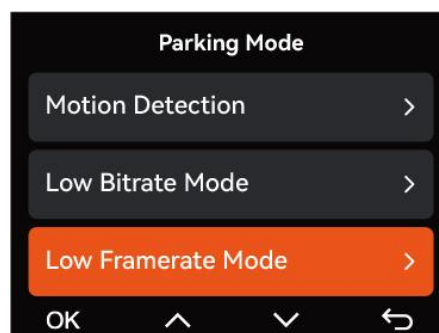 Parking Mode
Motion Detection
Low Bitrate Mode
Low Framerate Mode
OK